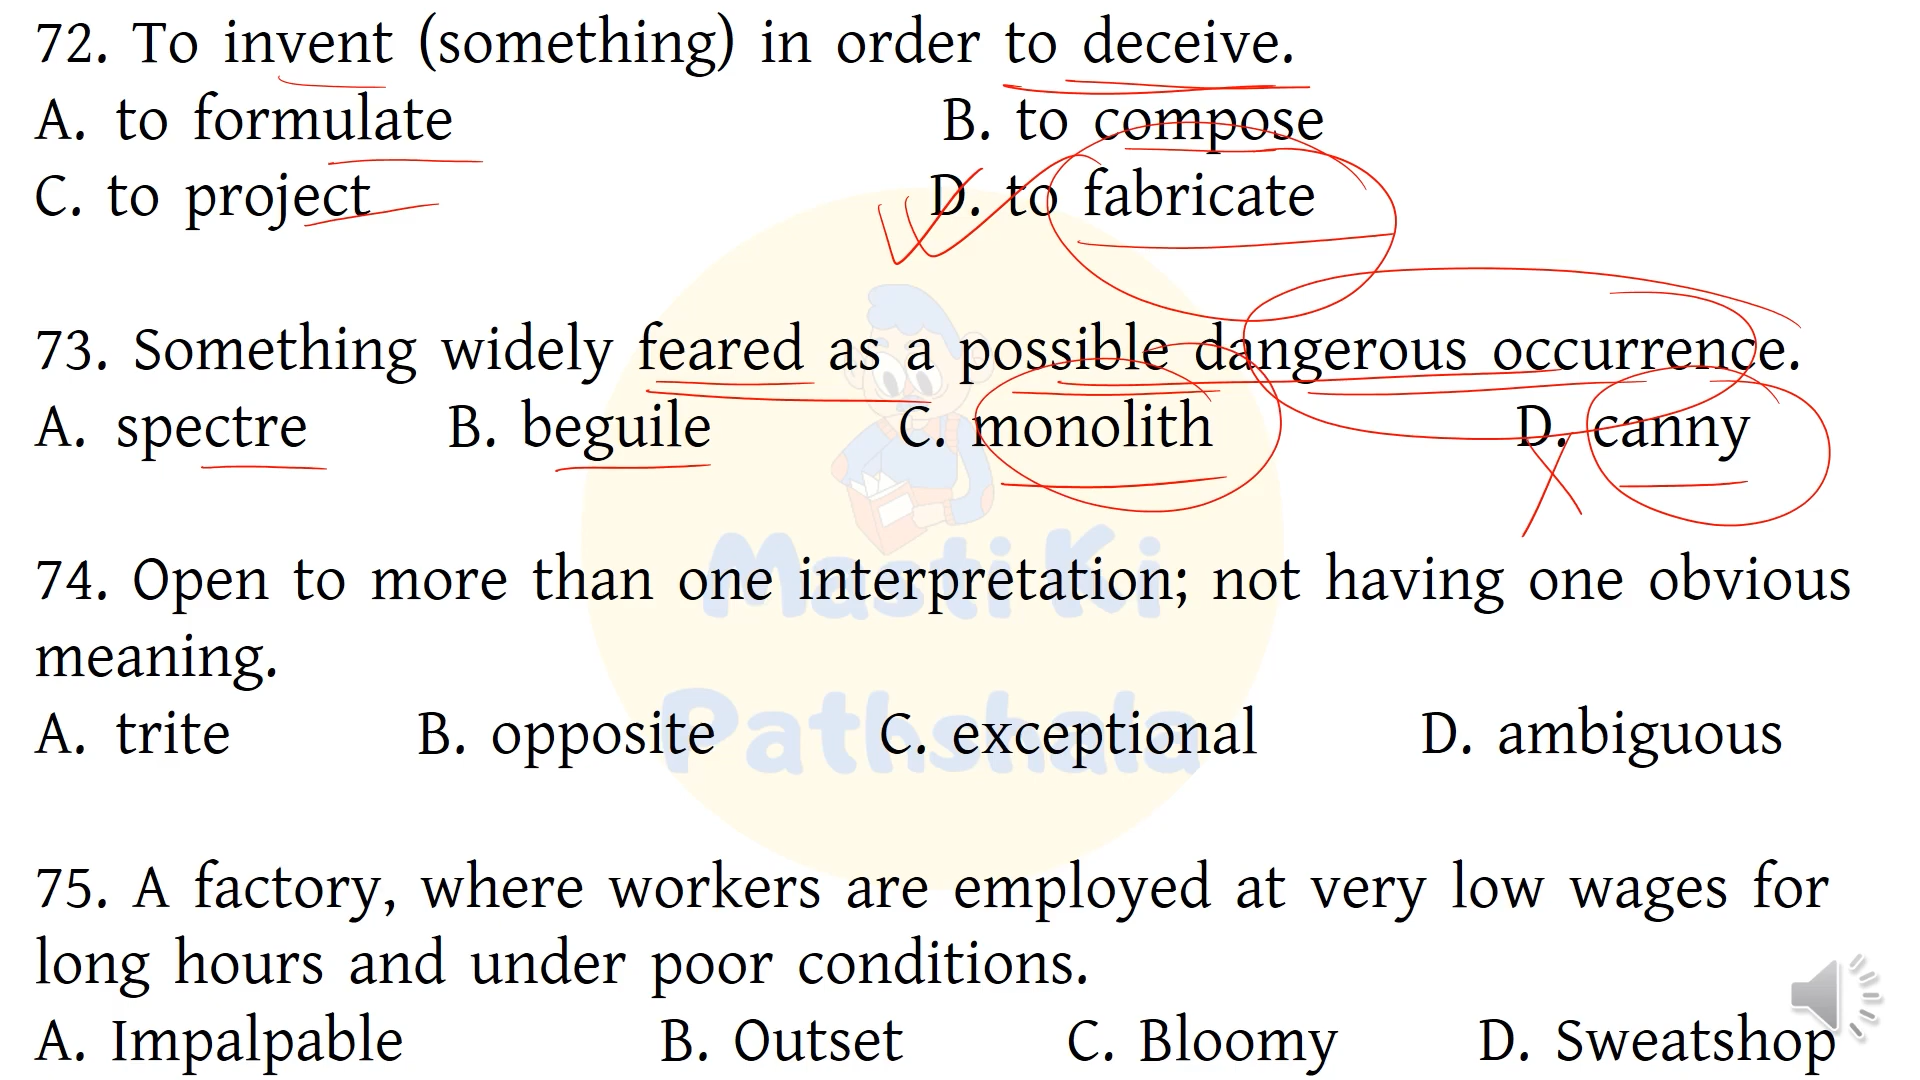 72. To invent (something) in order to deceive.
A. to formulate B. to compose
C. to project D. to fabricate
73. Something widely feared as a possible dangerous occurrence.
A. spectre B. beguile C. monolith D. canny
74. Open to more than one interpretation; not having one obvious
meaning.
A. trite B. opposite C. exceptional D. ambiguous
75. A factory, where workers are employed at very low wages for
long hours and under poor conditions.
A. Impalpable B. Outset C. Bloomy D. Sweatshop
Masti Ki
Pathshala